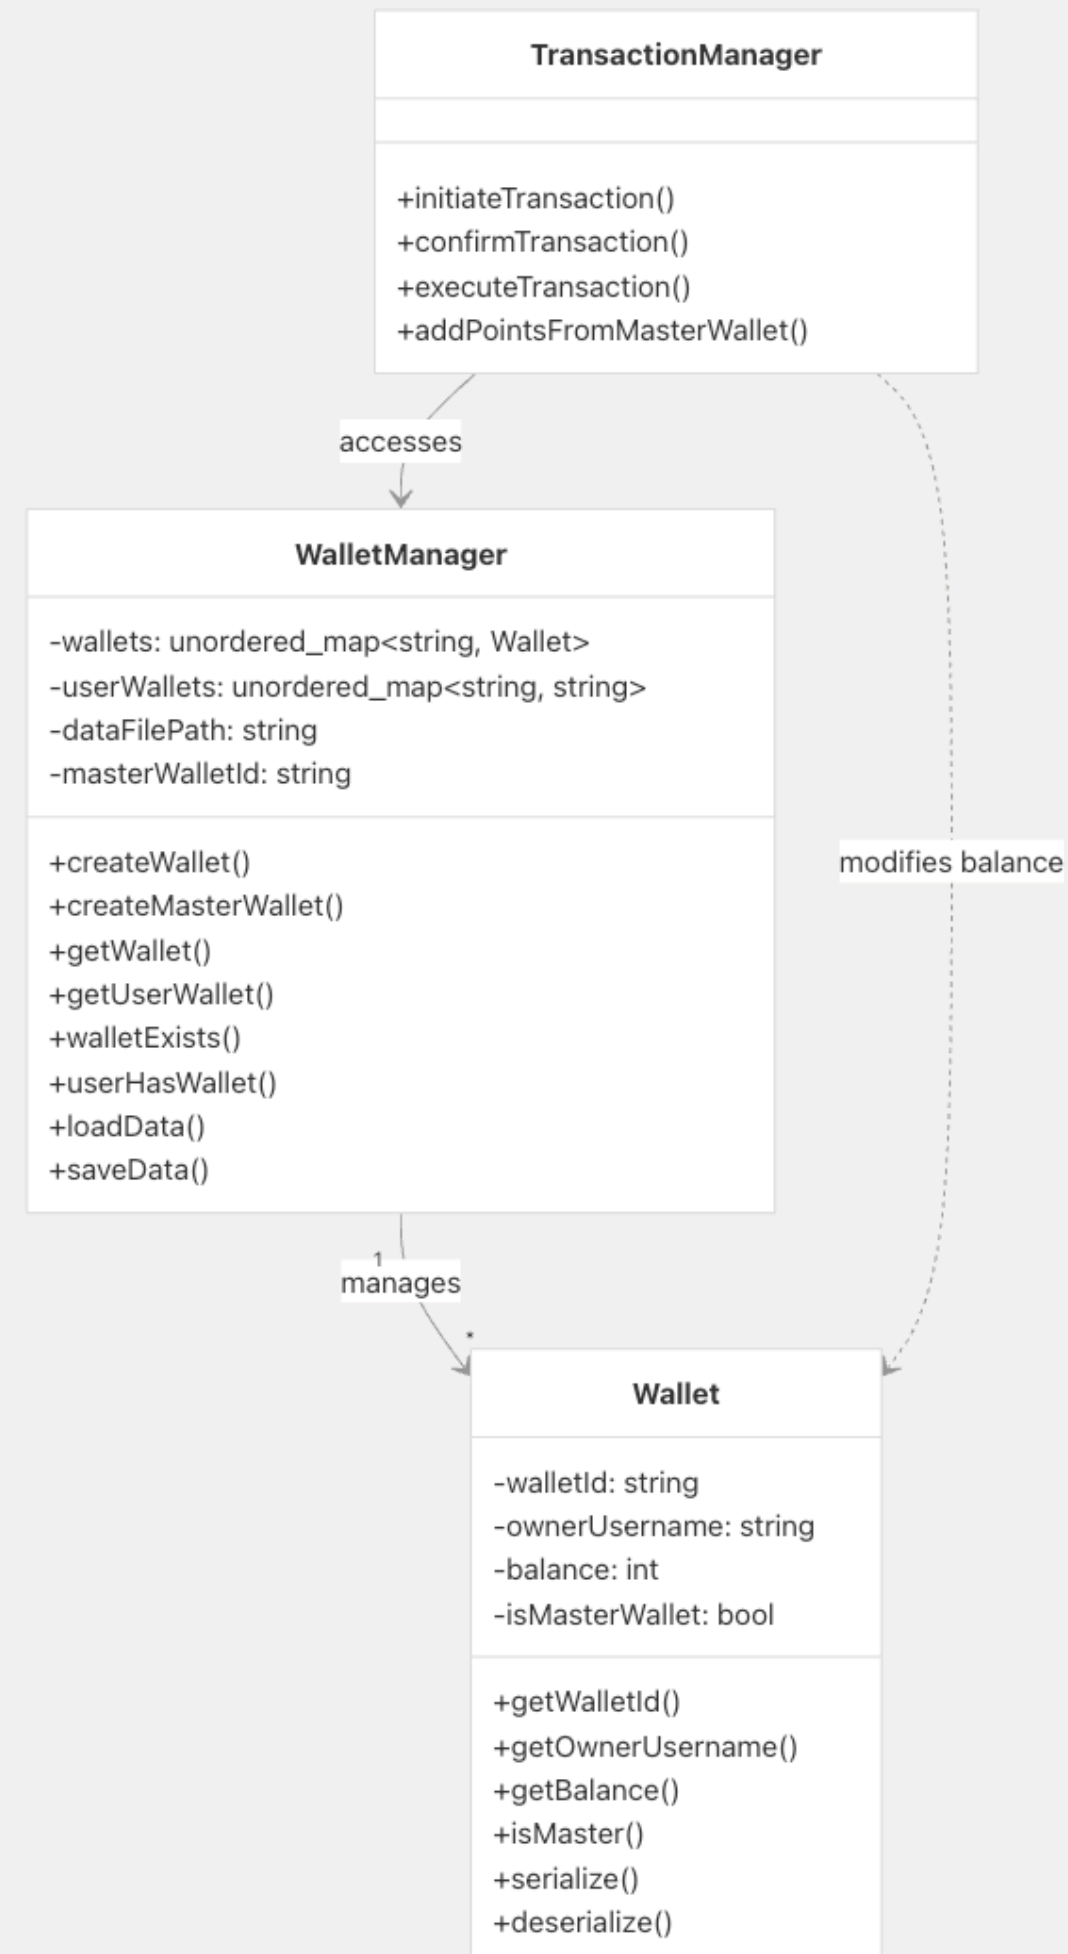 TransactionManager
+initiateTransaction()
+confirmTransaction()
+executeTransaction()
+addPointsFromMasterWallet()
accesses
WalletManager
-wallets: unordered_map<string, Wallet>
-userWallets: unordered_map<string, string>
-dataFilePath: string
-masterWalletId: string
+createWallet()
+createMasterWallet()
+getWallet()
+getUserWallet()
+walletExists()
+userHasWallet()
+loadData()
+saveData()
modifies balance
1
manages
*
Wallet
-walletId: string
-ownerUsername: string
-balance: int
-isMasterWallet: bool
+getWalletId()
+getOwnerUsername()
+getBalance()
+isMaster()
+serialize()
+deserialize()